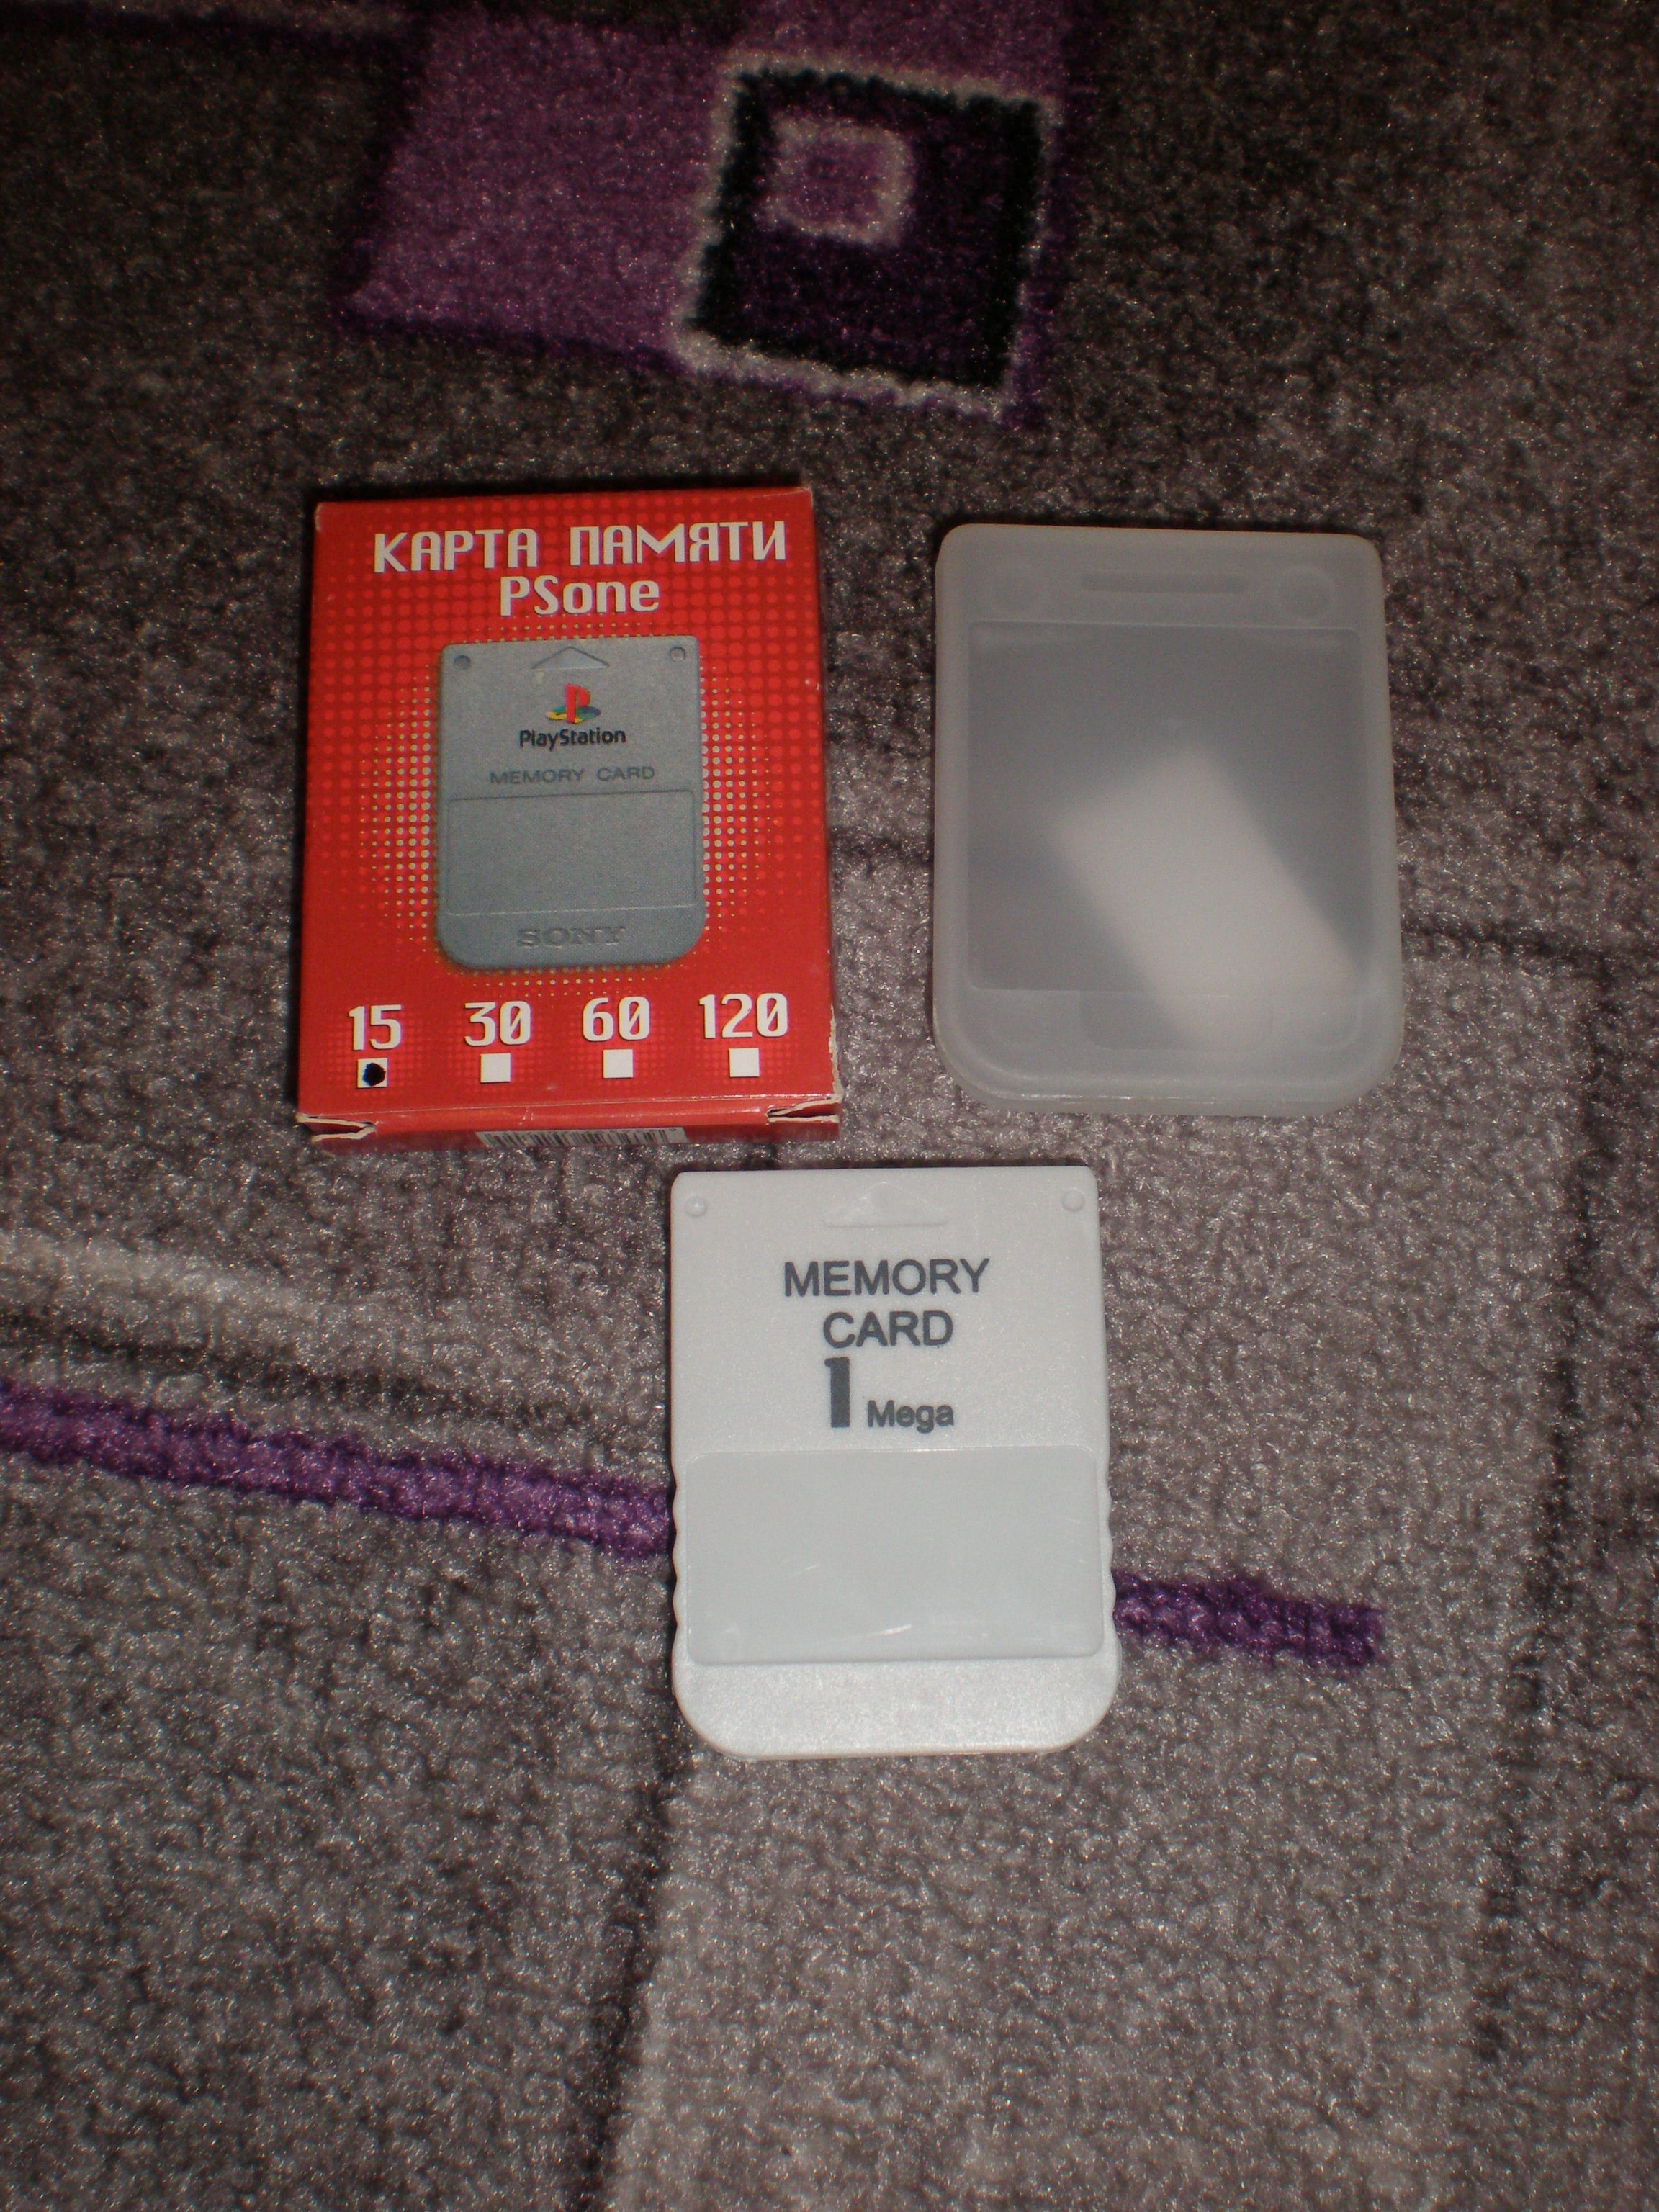 КАРТА ПАМЯТИ
PSone
PlayStation
MEMORY CARD
SONY
15 30 60 120
MEMORY
CARD
1 Mega